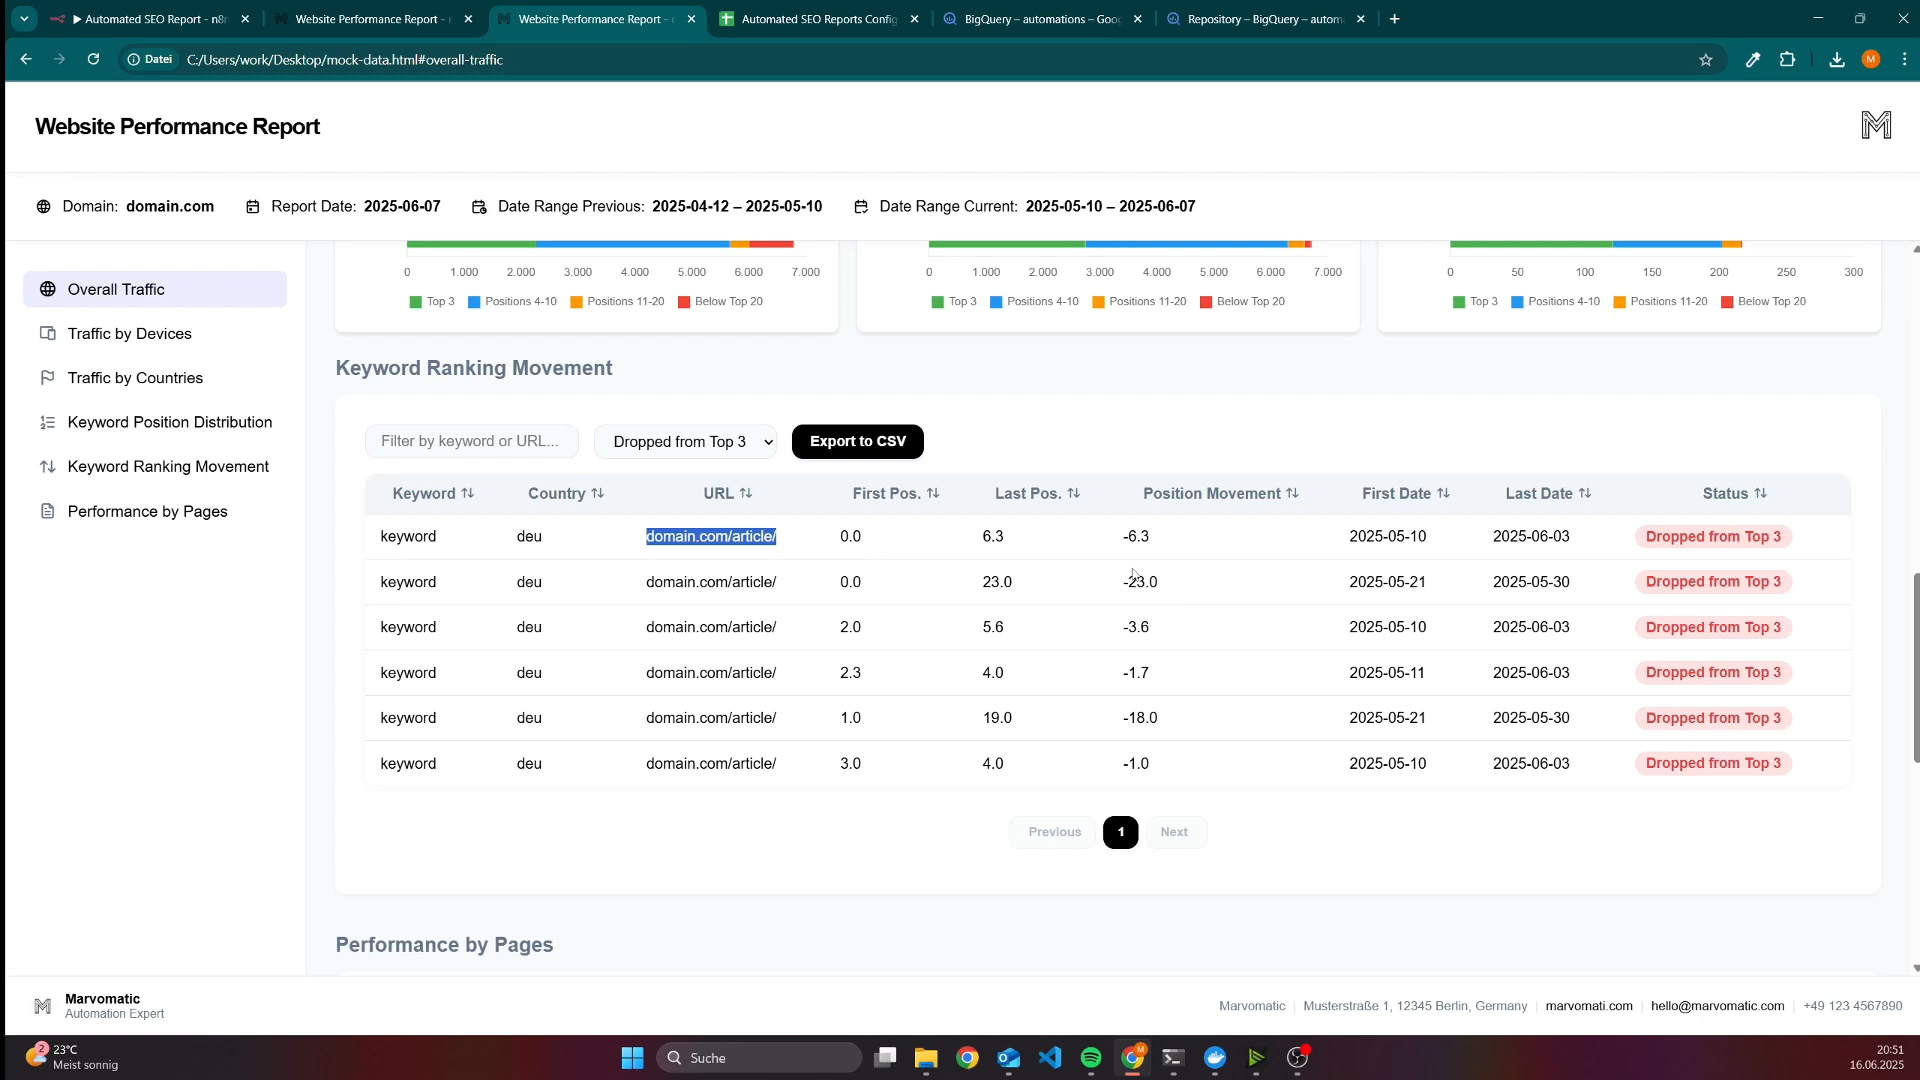 Automated SEO Report - n8n
Website Performance Report -
Website Performance Report -
Automated SEO Reports Config
BigQuery – automations – Goo
Repository – BigQuery – autom
Datei
C:/Users/work/Desktop/mock-data.html#overall-traffic
M
Website Performance Report
Domain: domain.com
Report Date: 2025-06-07
Date Range Previous: 2025-04-12 – 2025-05-10
Date Range Current: 2025-05-10 – 2025-06-07
Overall Traffic
Traffic by Devices
Traffic by Countries
Keyword Position Distribution
Keyword Ranking Movement
Performance by Pages
0 1.000 2.000 3.000 4.000 5.000 6.000 7.000
Top 3 Positions 4-10 Positions 11-20 Below Top 20
0 1.000 2.000 3.000 4.000 5.000 6.000 7.000
Top 3 Positions 4-10 Positions 11-20 Below Top 20
0 50 100 150 200 250 300
Top 3 Positions 4-10 Positions 11-20 Below Top 20
Keyword Ranking Movement
Filter by keyword or URL... Dropped from Top 3 Export to CSV
Keyword Country URL First Pos. Last Pos. Position Movement First Date Last Date Status
keyword deu domain.com/article/ 0.0 6.3 -6.3 2025-05-10 2025-06-03 Dropped from Top 3
keyword deu domain.com/article/ 0.0 23.0 -23.0 2025-05-21 2025-05-30 Dropped from Top 3
keyword deu domain.com/article/ 2.0 5.6 -3.6 2025-05-10 2025-06-03 Dropped from Top 3
keyword deu domain.com/article/ 2.3 4.0 -1.7 2025-05-11 2025-06-03 Dropped from Top 3
keyword deu domain.com/article/ 1.0 19.0 -18.0 2025-05-21 2025-05-30 Dropped from Top 3
keyword deu domain.com/article/ 3.0 4.0 -1.0 2025-05-10 2025-06-03 Dropped from Top 3
Previous 1 Next
Performance by Pages
Marvomatic
Automation Expert
Marvomatic Musterstraße 1, 12345 Berlin, Germany marvomati.com hello@marvomatic.com +49 123 4567890
2
23°C
Meist sonnig
Suche
M
20:51
16.06.2025